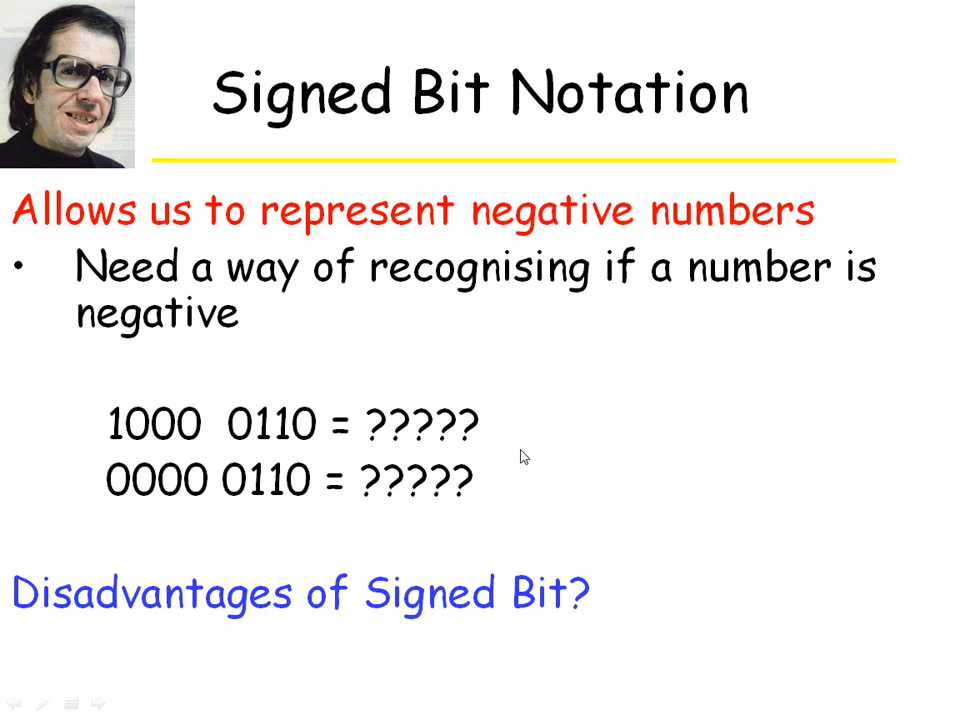 Signed Bit Notation
Allows us to represent negative numbers
• Need a way of recognising if a number is
negative
1000 0110 = ?????
0000 0110 = ?????
Disadvantages of Signed Bit?